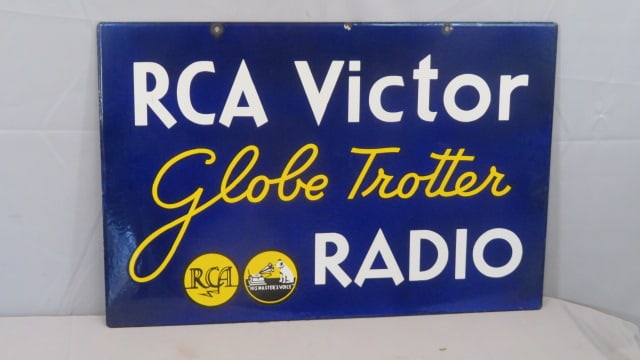 RCA Victor
Globe Trotter
RADIO
RCA
HIS MASTER'S VOICE